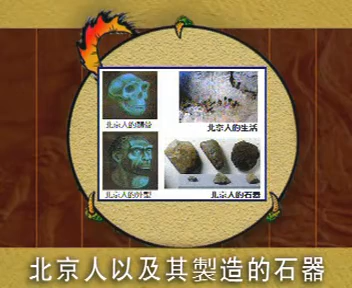 北京人的頭骨
北京人的生活
北京人的外型
北京人的石器
北京人以及其製造的石器